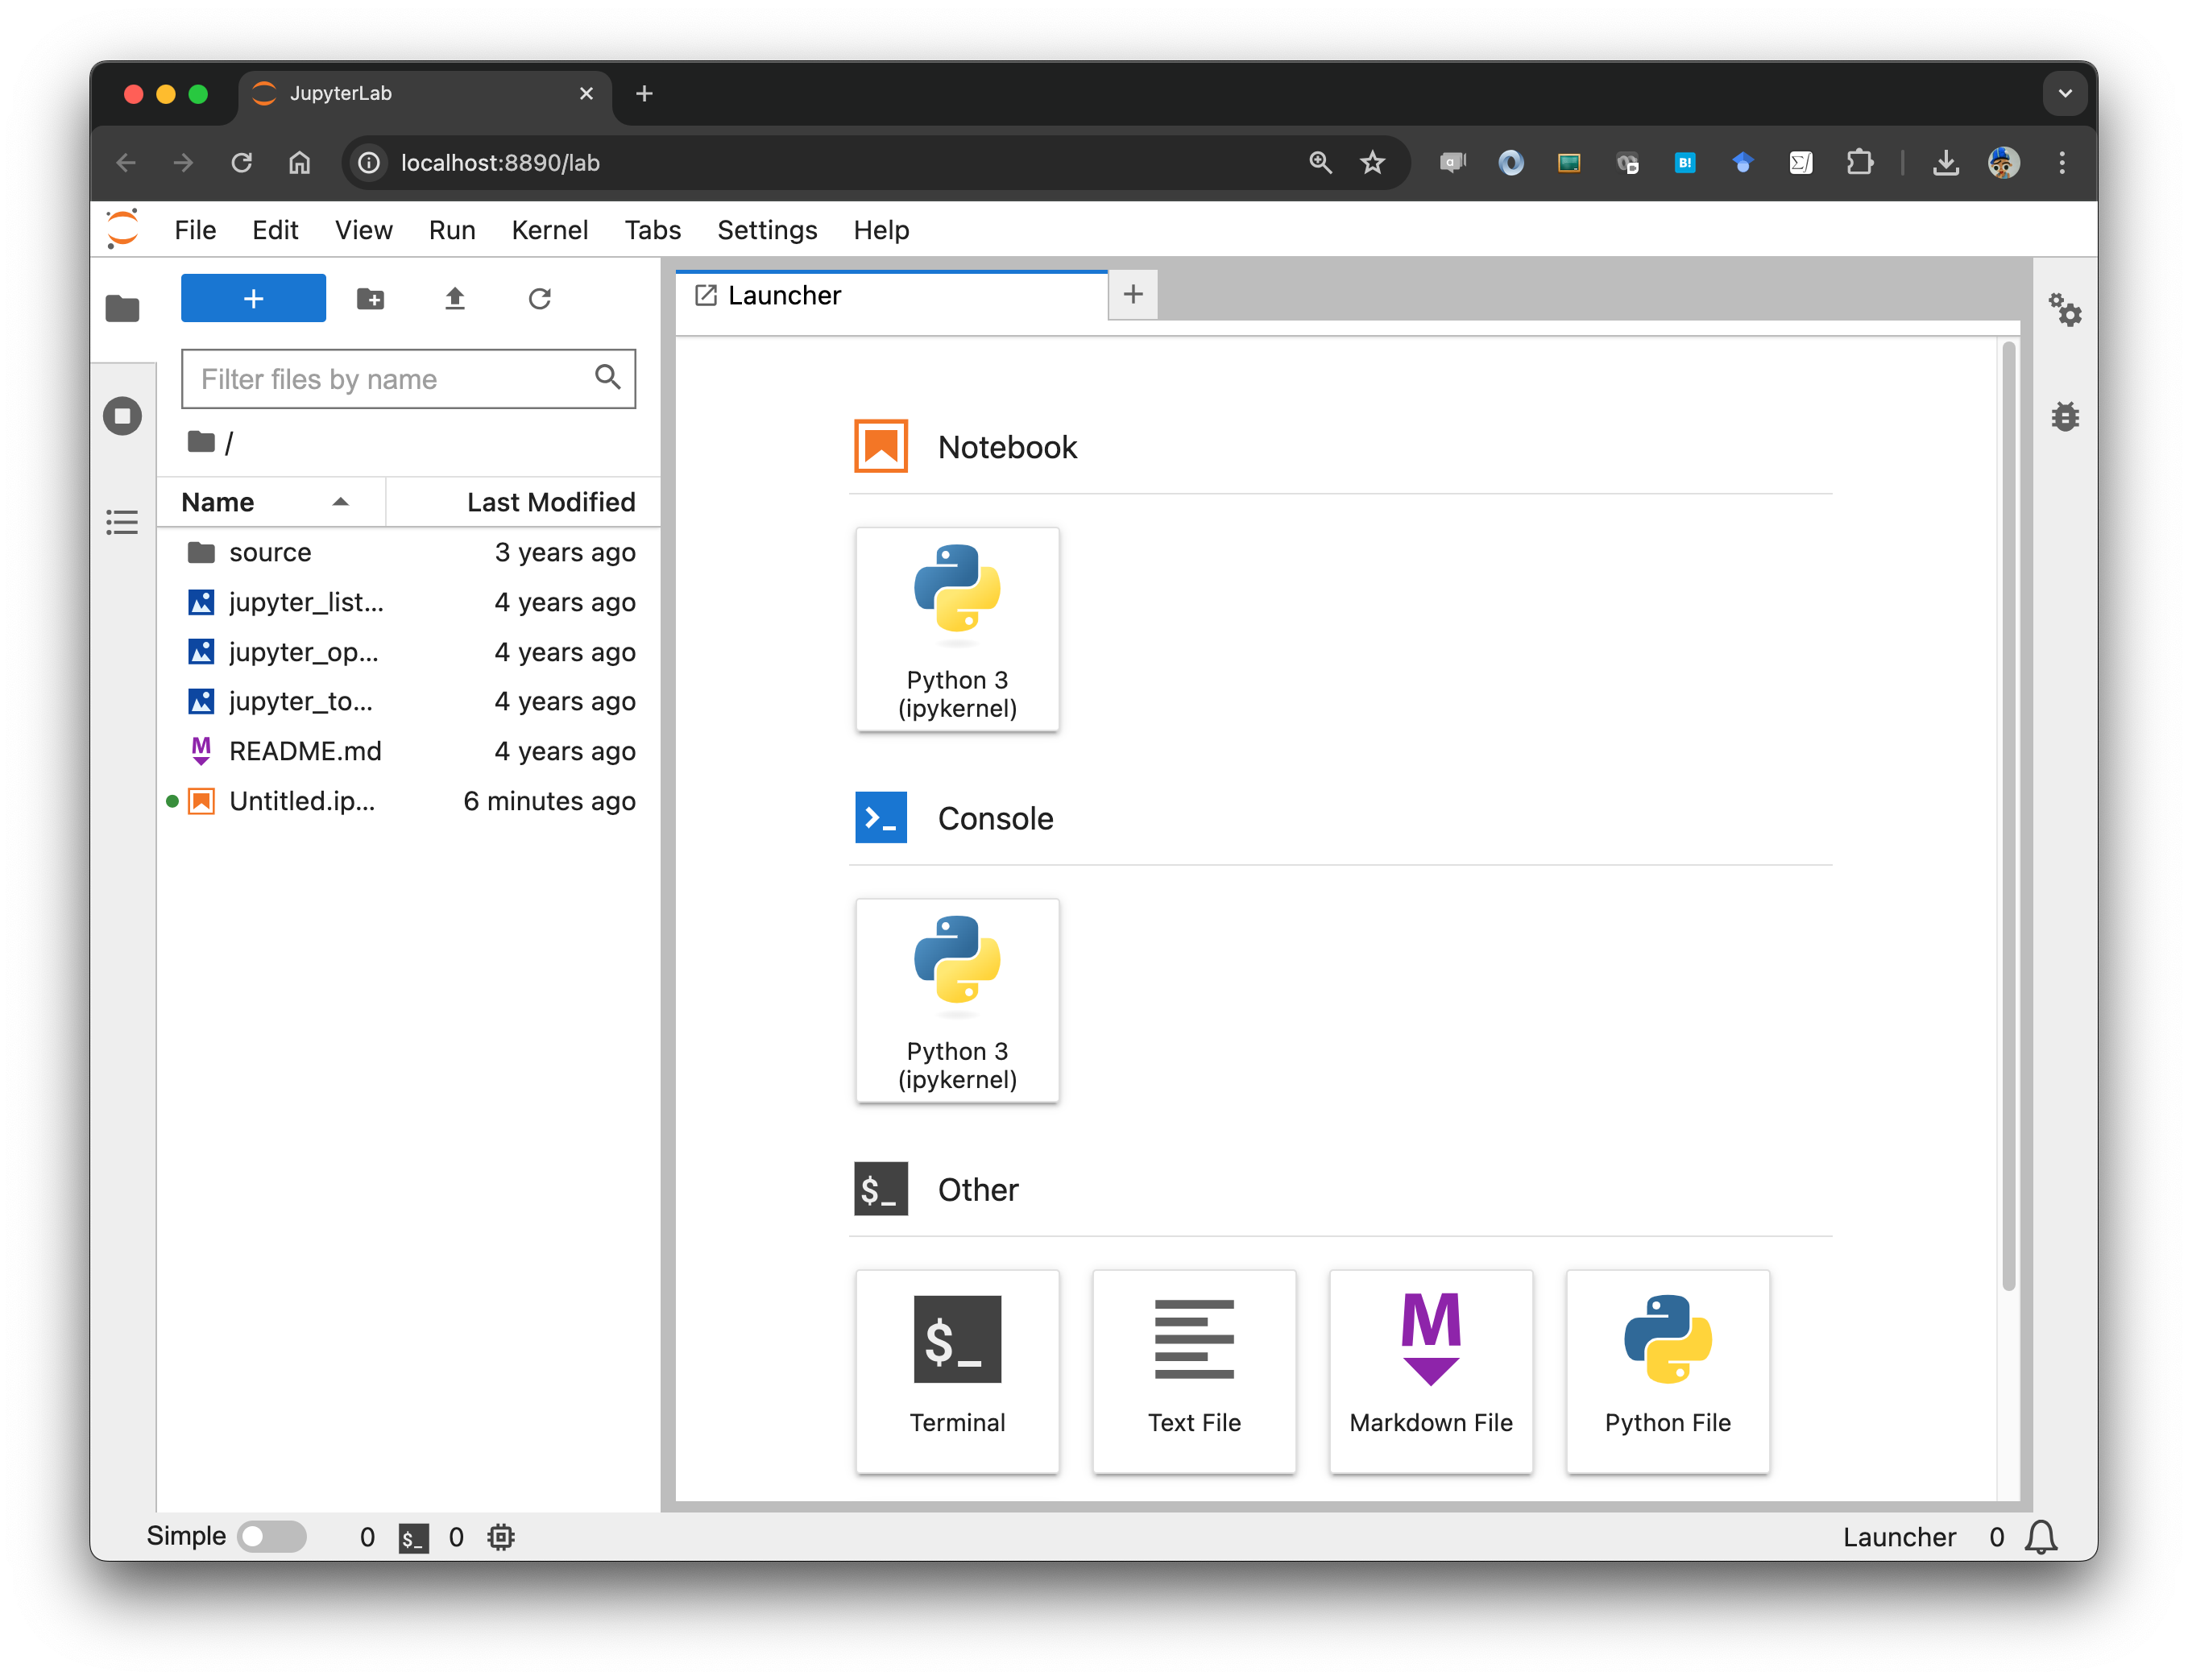 JupyterLab
localhost:8890/lab
File Edit View Run Kernel Tabs Settings Help
Launcher
Filter files by name
/
Name Last Modified
source 3 years ago
jupyter_list... 4 years ago
jupyter_op... 4 years ago
jupyter_to... 4 years ago
README.md 4 years ago
Untitled.ip... 6 minutes ago
Notebook
Python 3
(ipykernel)
Console
Python 3
(ipykernel)
$_ Other
$_
Terminal
Text File
M
Markdown File
Python File
Simple 0 $_ 0
Launcher 0